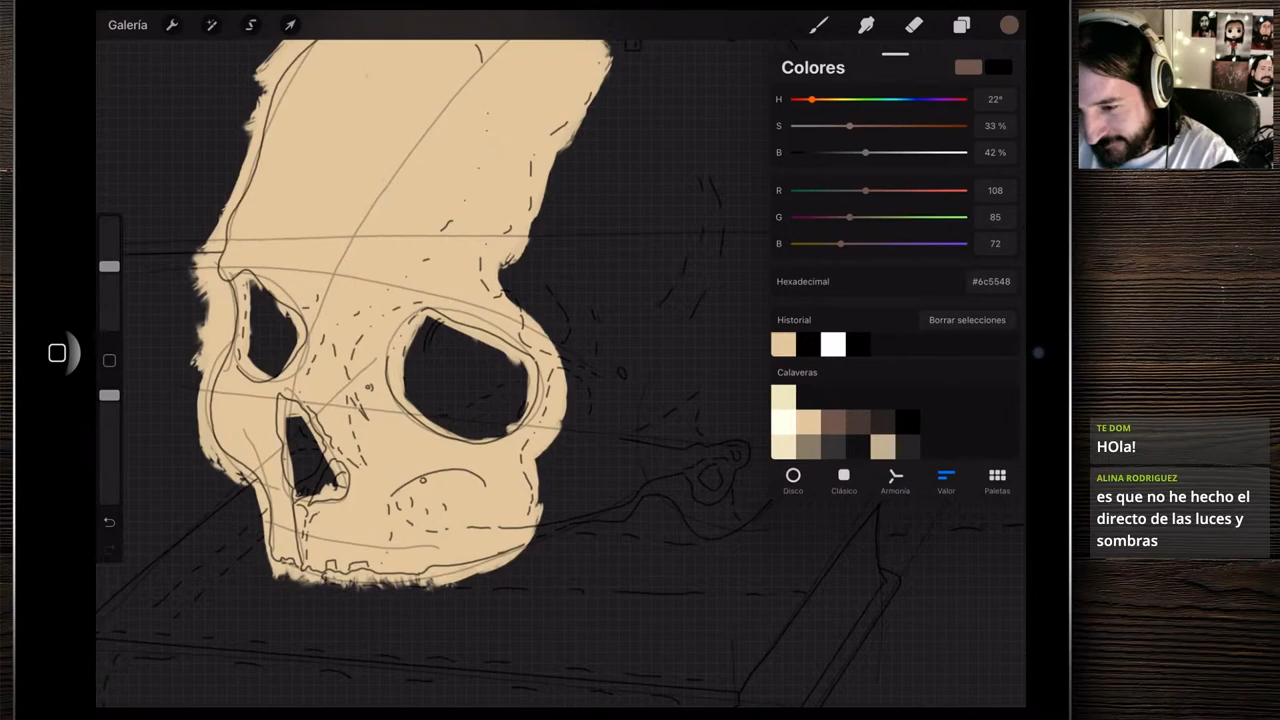 Galería
Colores
H 22°
S 33 %
B 42 %
R 108
G 85
B 72
Hexadecimal #6c5548
Historial Borrar selecciones
Calaveras
Disco Clásico Armonía Valor Paletas
TE DOM
HOla!
ALINA RODRIGUEZ
es que no he hecho el
directo de las luces y
sombras